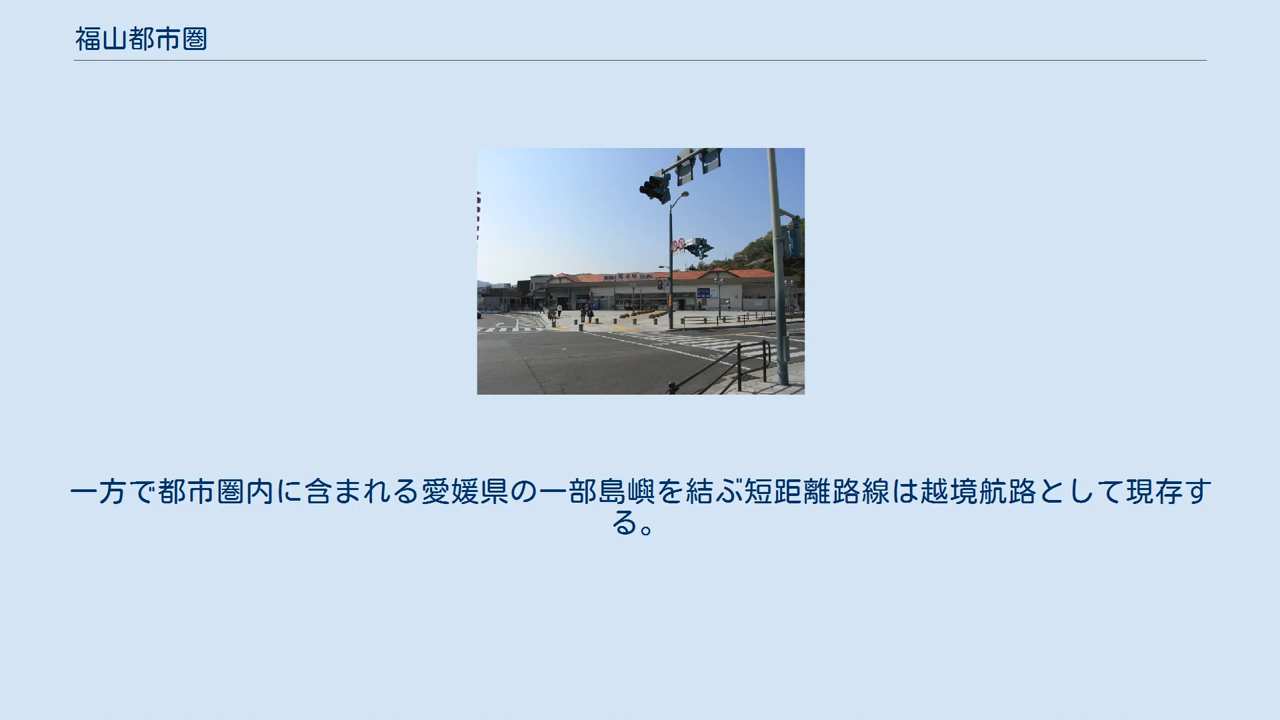 福山都市圏
一方で都市圏内に含まれる愛媛県の一部島嶼を結ぶ短距離路線は越境航路として現存す
る。